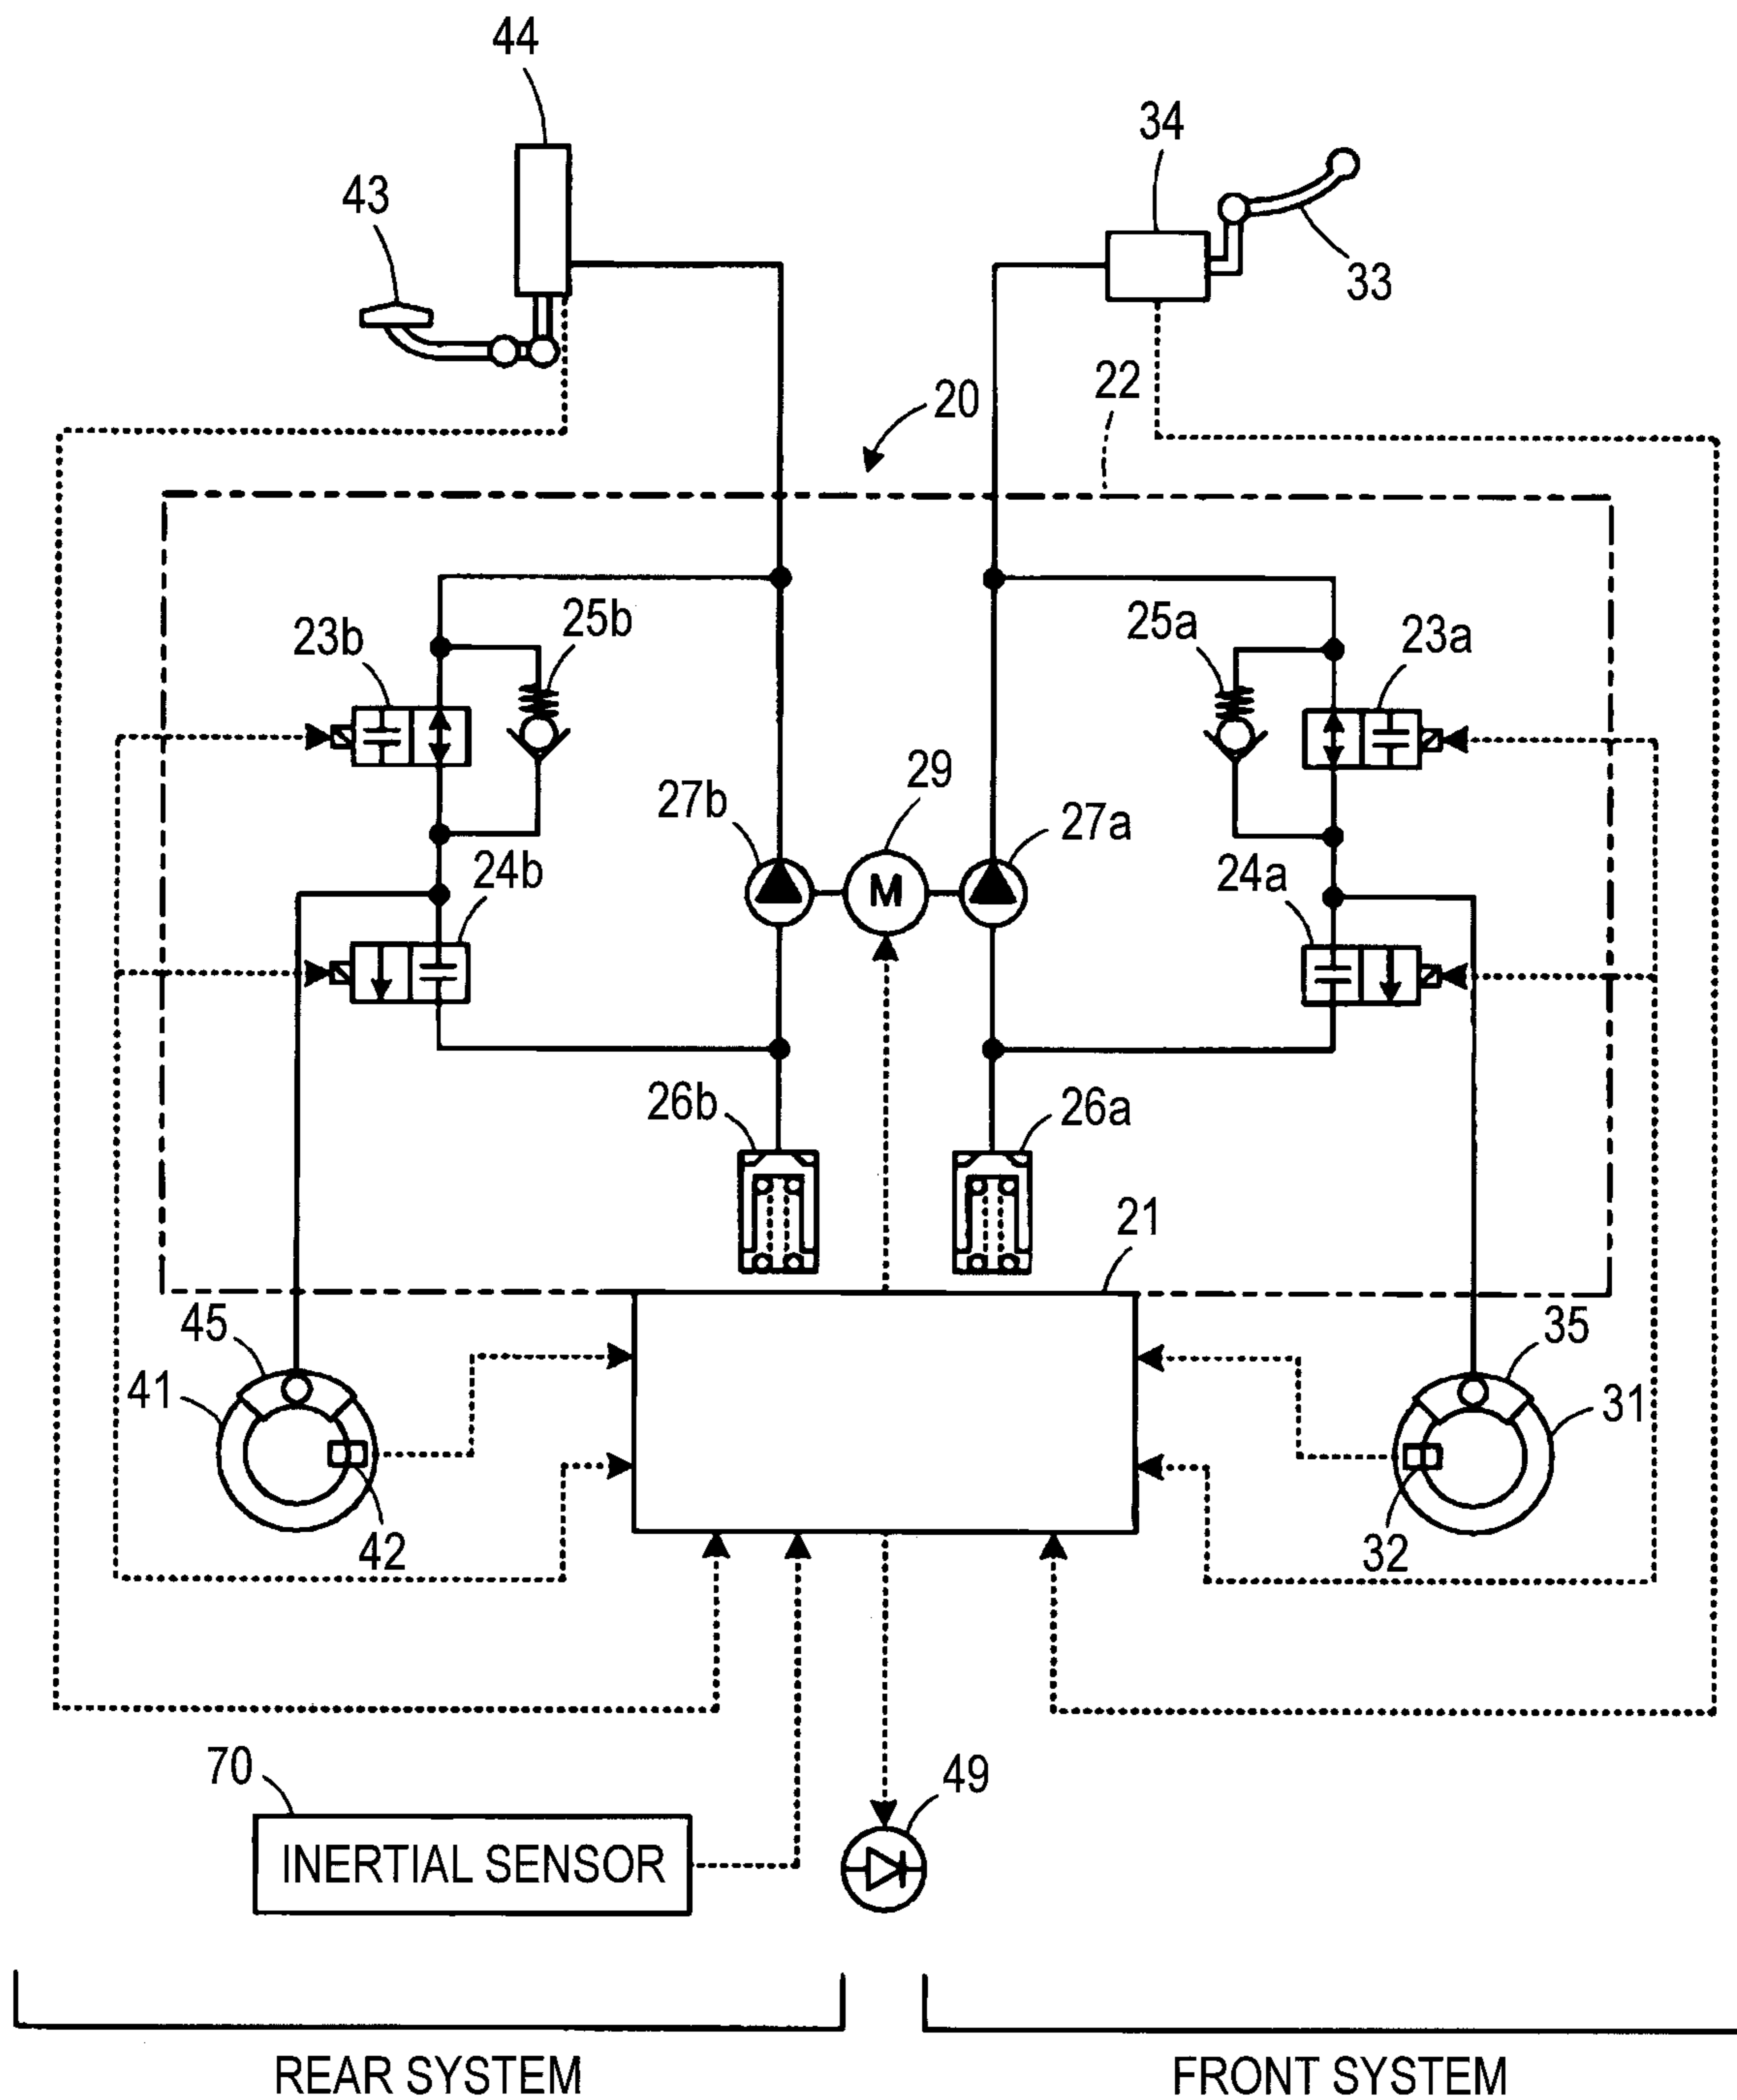 44
34
43
33
22
20
25b
25a
23b
23a
29
27b
27a
24b
24a
M
26b
26a
21
45
35
41
31
42
32
70
49
INERTIAL SENSOR
REAR SYSTEM
FRONT SYSTEM